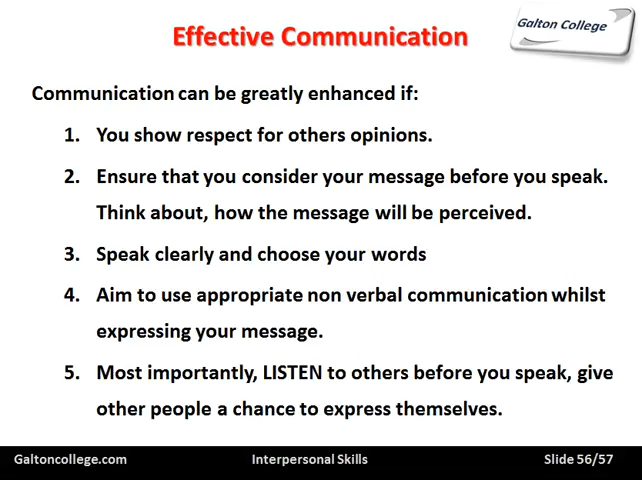 Effective Communication
Galton College
Communication can be greatly enhanced if:
1. You show respect for others opinions.
2. Ensure that you consider your message before you speak.
Think about, how the message will be perceived.
3. Speak clearly and choose your words
4. Aim to use appropriate non verbal communication whilst
expressing your message.
5. Most importantly, LISTEN to others before you speak, give
other people a chance to express themselves.
Galtoncollege.com Interpersonal Skills Slide 56/57